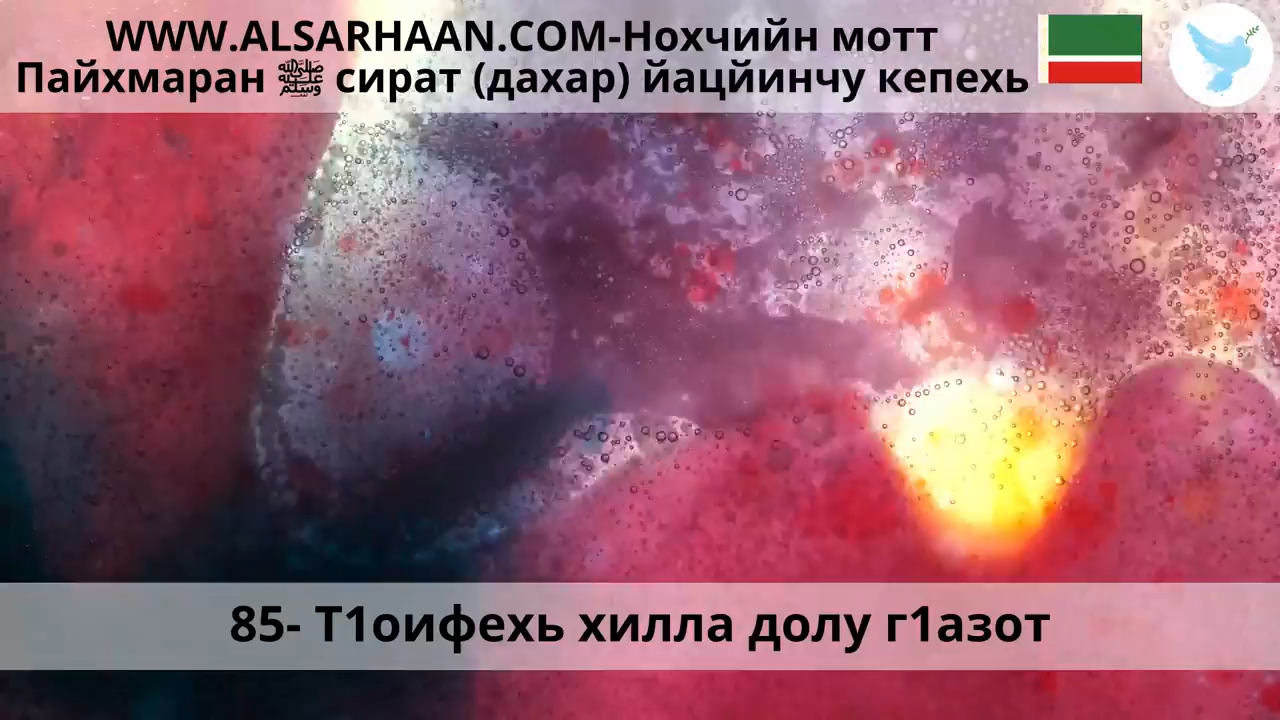 WWW.ALSARHAAN.COM-Нохчийн мотт
Пайхмаран ﷺ сират (дахар) йацйинчу кепехь
85- Т1оифехь хилла долу г1азот